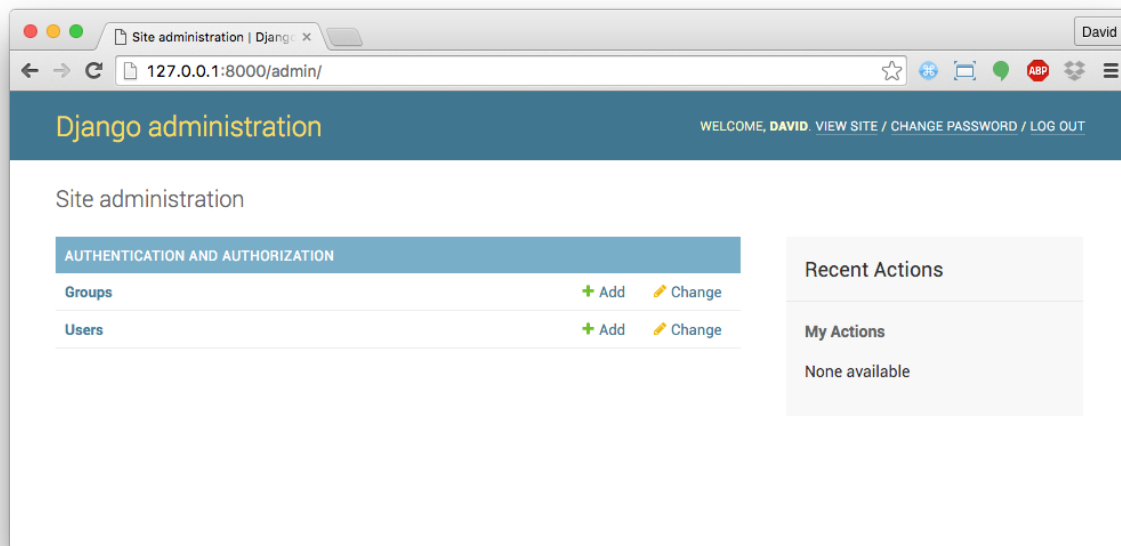 Site administration | Djang
David
127.0.0.1:8000/admin/
ABP
Django administration
WELCOME, DAVID. VIEW SITE / CHANGE PASSWORD / LOG OUT
Site administration
AUTHENTICATION AND AUTHORIZATION
Groups + Add Change
Users + Add Change
Recent Actions
My Actions
None available